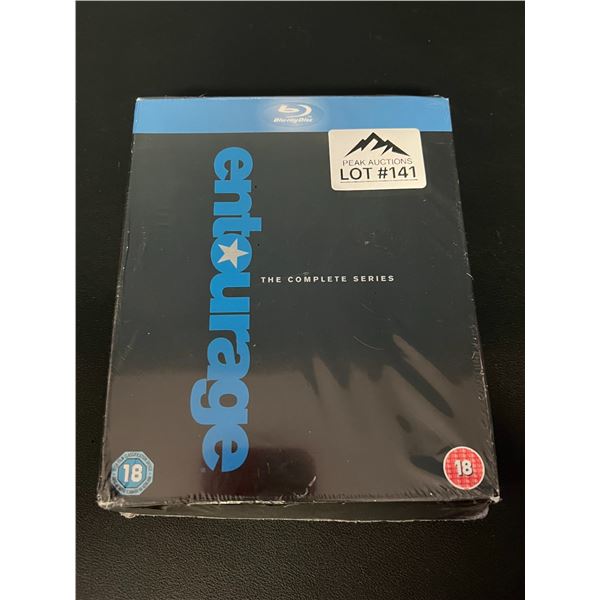 Blu-ray Disc
PEAK AUCTIONS
LOT #141
entourage
THE COMPLETE SERIES
18
18